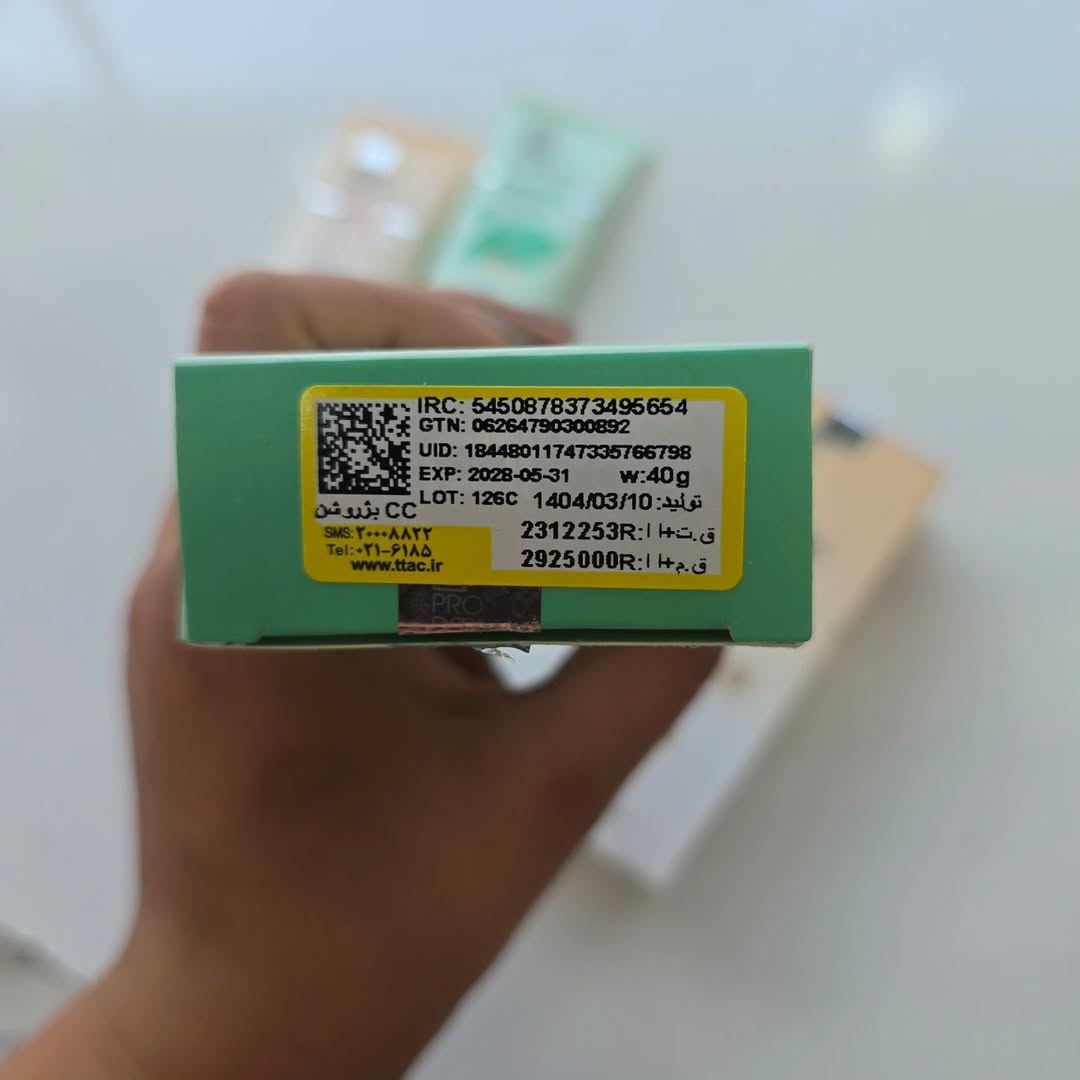 IRC: 5450878373495654
GTN: 06264790300892
UID: 18448011747335766798
EXP: 2028-05-31 w:40g
LOT: 126C تولید: 1404/03/10
CC بژروشن
ق.ت+ا: 2312253R
ق.م+ا: 2925000R
SMS:۲۰۰۰۸۸۲۲
Tel:۰۲۱-۶۱۸۵
www.ttac.ir
PRO